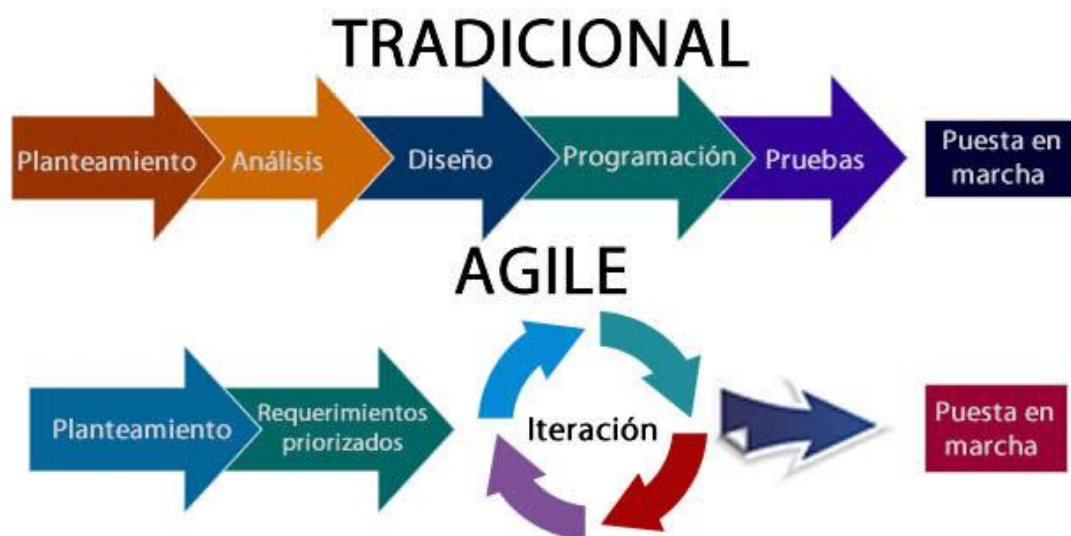 TRADICIONAL
Planteamiento
Análisis
Diseño
Programación
Pruebas
Puesta en
marcha
AGILE
Planteamiento
Requerimientos
priorizados
Iteración
Puesta en
marcha